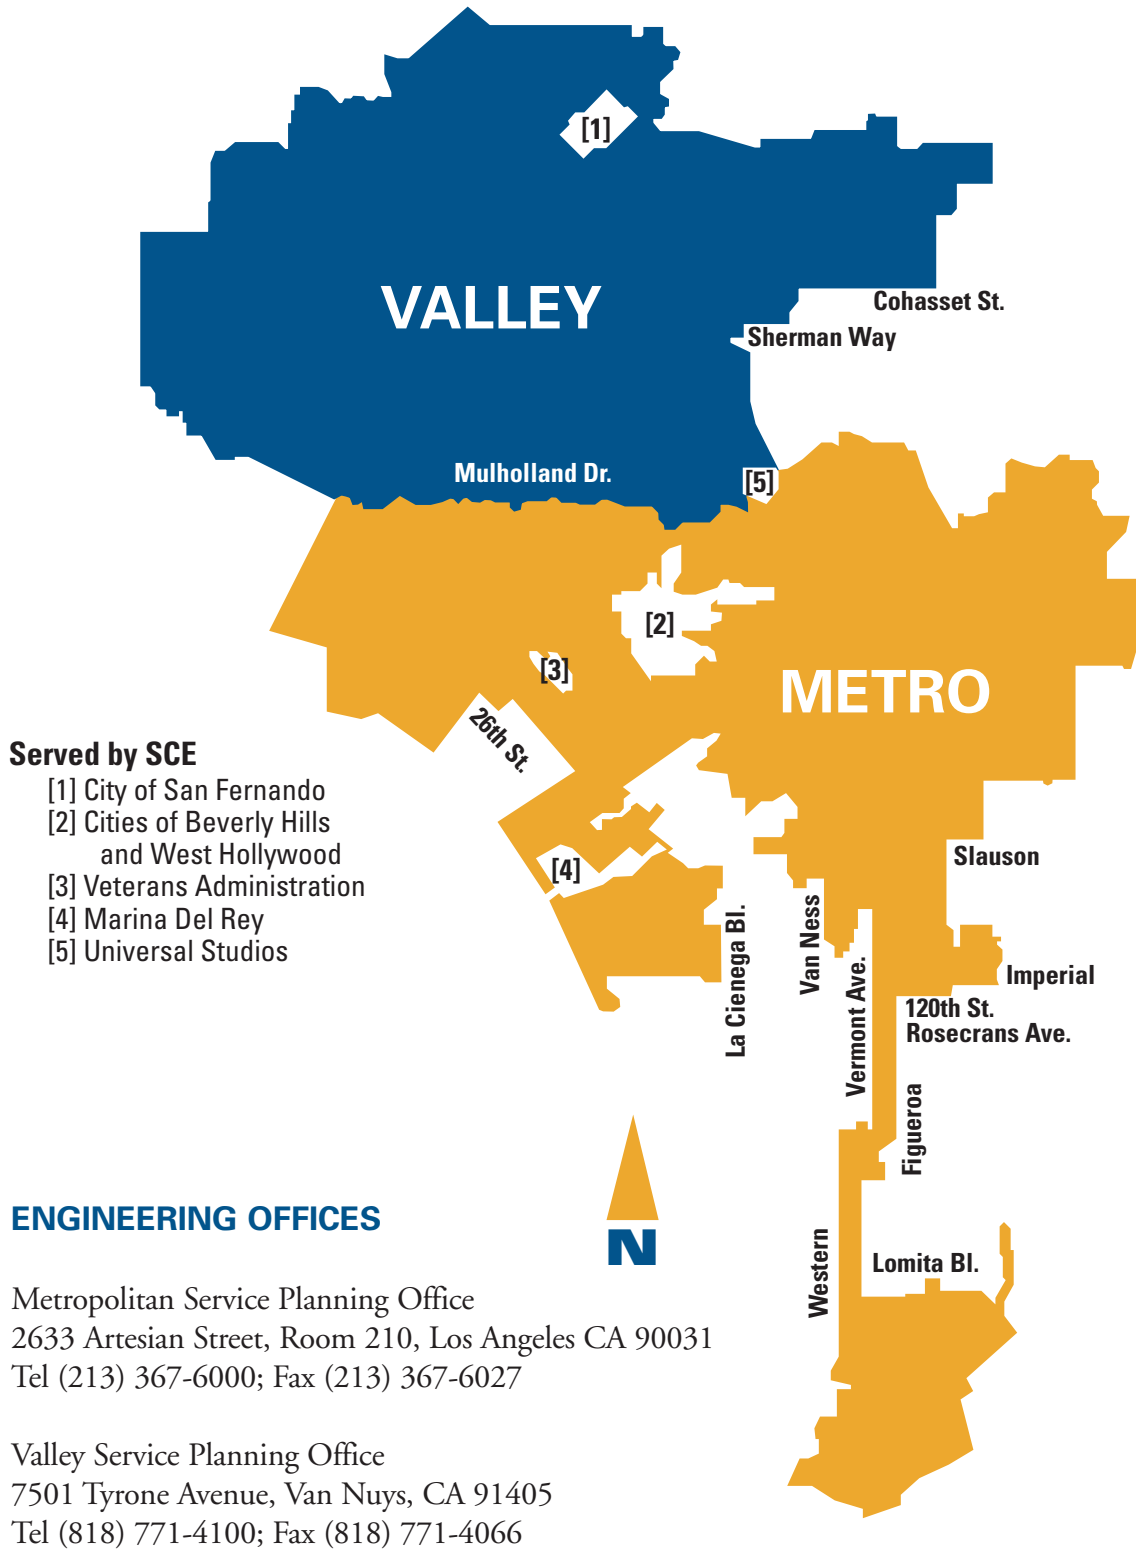 [1]
VALLEY
Cohasset St.
Sherman Way
Mulholland Dr.
[5]
[2]
[3]
METRO
26th St.
Served by SCE
[1] City of San Fernando
[2] Cities of Beverly Hills
and West Hollywood
[3] Veterans Administration
[4] Marina Del Rey
[5] Universal Studios
[4]
Slauson
La Cienega Bl.
Van Ness
Vermont Ave.
Imperial
120th St.
Rosecrans Ave.
Figueroa
Western
Lomita Bl.
N
ENGINEERING OFFICES
Metropolitan Service Planning Office
2633 Artesian Street, Room 210, Los Angeles CA 90031
Tel (213) 367-6000; Fax (213) 367-6027
Valley Service Planning Office
7501 Tyrone Avenue, Van Nuys, CA 91405
Tel (818) 771-4100; Fax (818) 771-4066